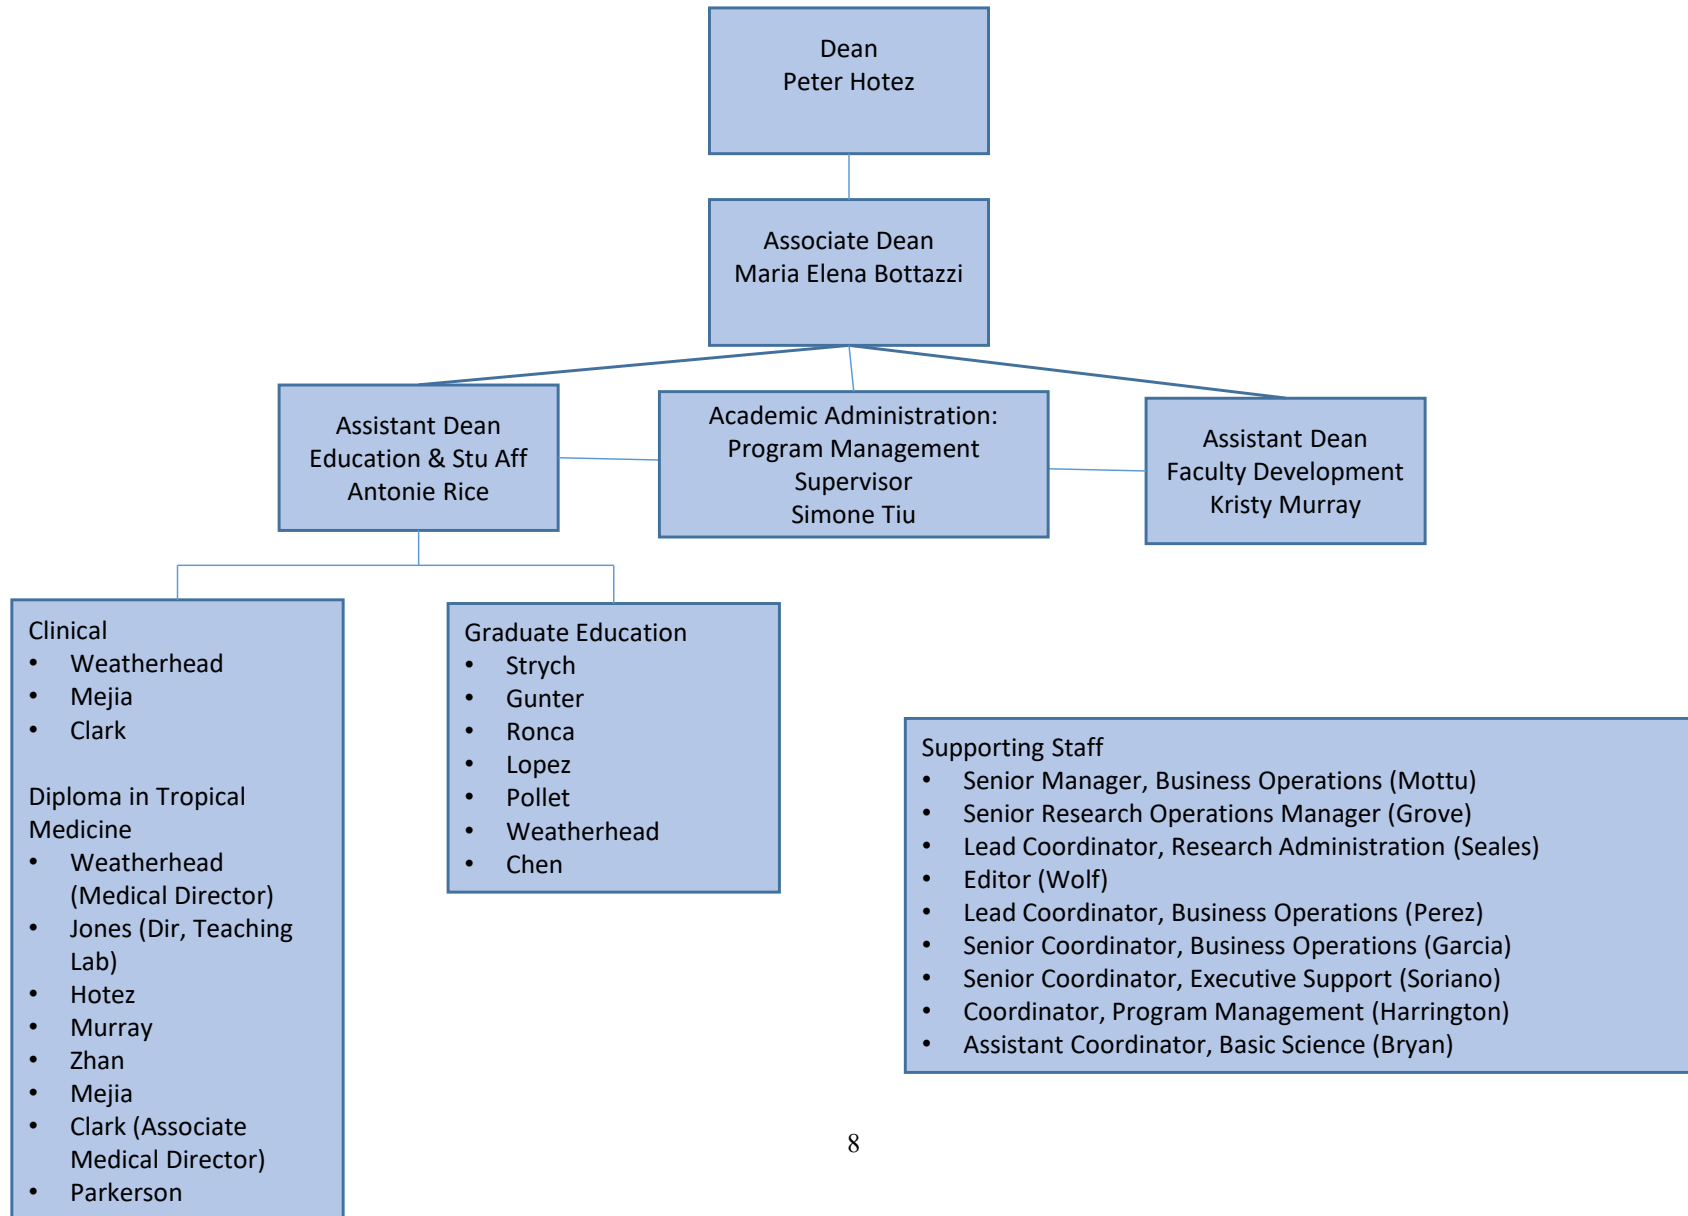 Dean
Peter Hotez
Associate Dean
Maria Elena Bottazzi
Assistant Dean
Education & Stu Aff
Antonie Rice
Academic Administration:
Program Management
Supervisor
Simone Tiu
Assistant Dean
Faculty Development
Kristy Murray
Clinical
• Weatherhead
• Mejia
• Clark
Diploma in Tropical
Medicine
• Weatherhead
(Medical Director)
• Jones (Dir, Teaching
Lab)
• Hotez
• Murray
• Zhan
• Mejia
• Clark (Associate
Medical Director)
• Parkerson
Graduate Education
• Strych
• Gunter
• Ronca
• Lopez
• Pollet
• Weatherhead
• Chen
Supporting Staff
• Senior Manager, Business Operations (Mottu)
• Senior Research Operations Manager (Grove)
• Lead Coordinator, Research Administration (Seales)
• Editor (Wolf)
• Lead Coordinator, Business Operations (Perez)
• Senior Coordinator, Business Operations (Garcia)
• Senior Coordinator, Executive Support (Soriano)
• Coordinator, Program Management (Harrington)
• Assistant Coordinator, Basic Science (Bryan)
8